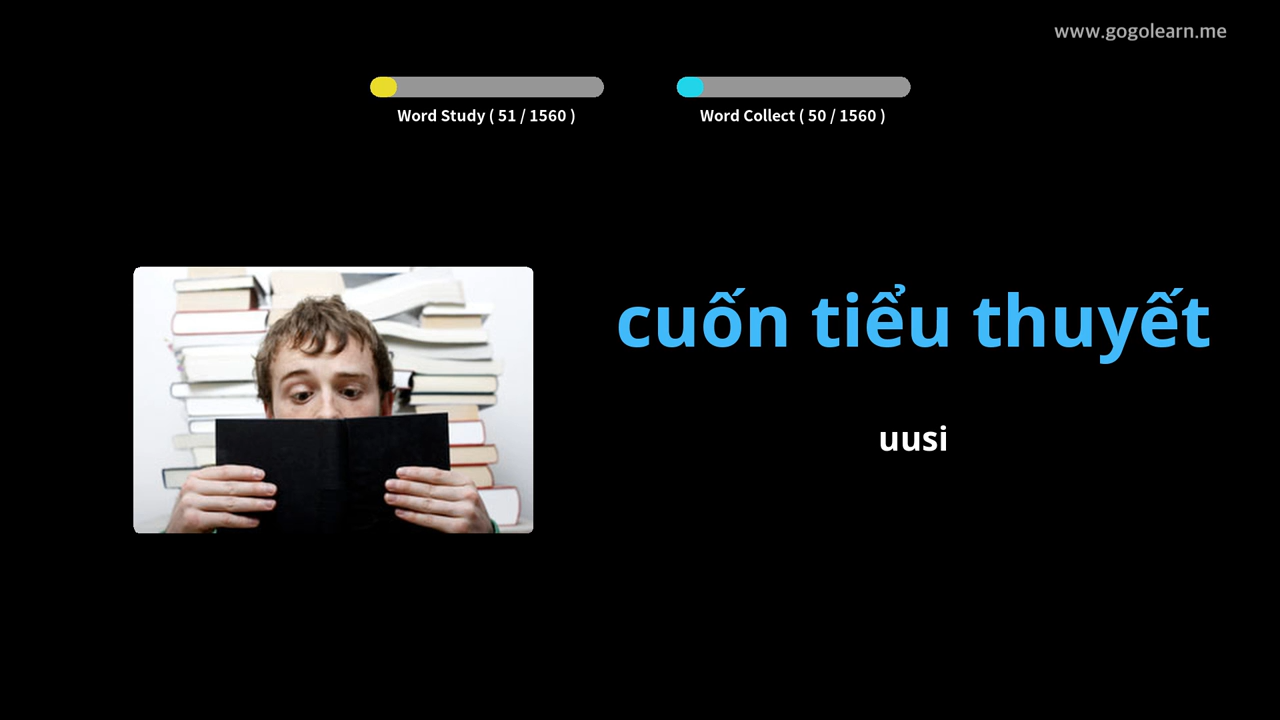 www.gogolearn.me
Word Study ( 51 / 1560 )
Word Collect ( 50 / 1560 )
cuốn tiểu thuyết
uusi